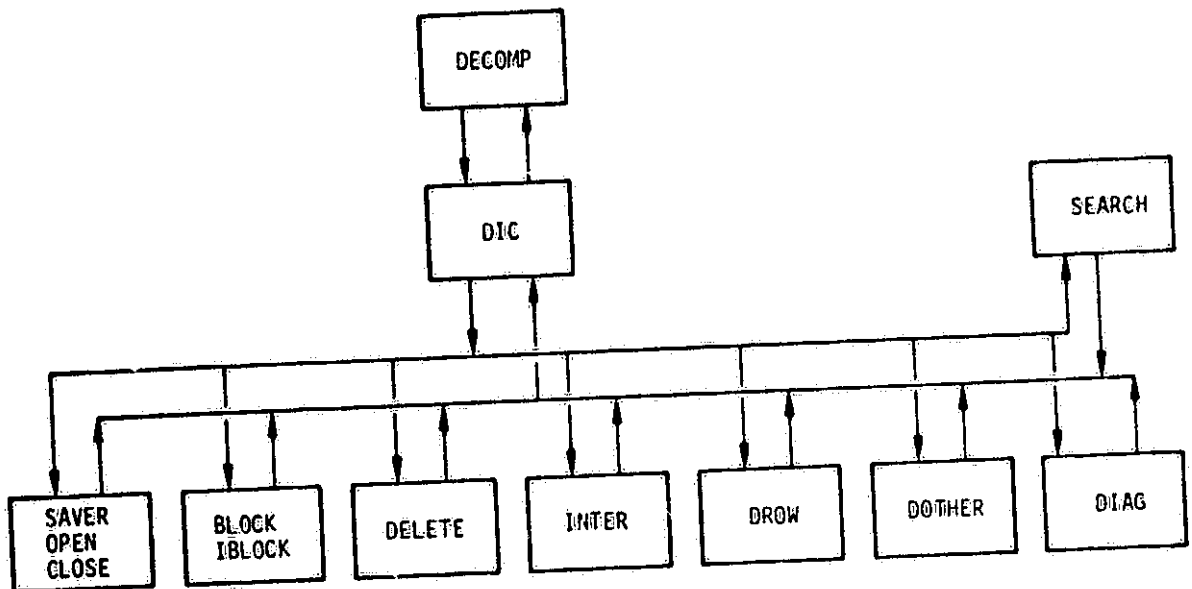 DECOMP
DIC
SEARCH
SAVER
OPEN
CLOSE
BLOCK
IBLOCK
DELETE
INTER
DROW
DOTHER
DIAG